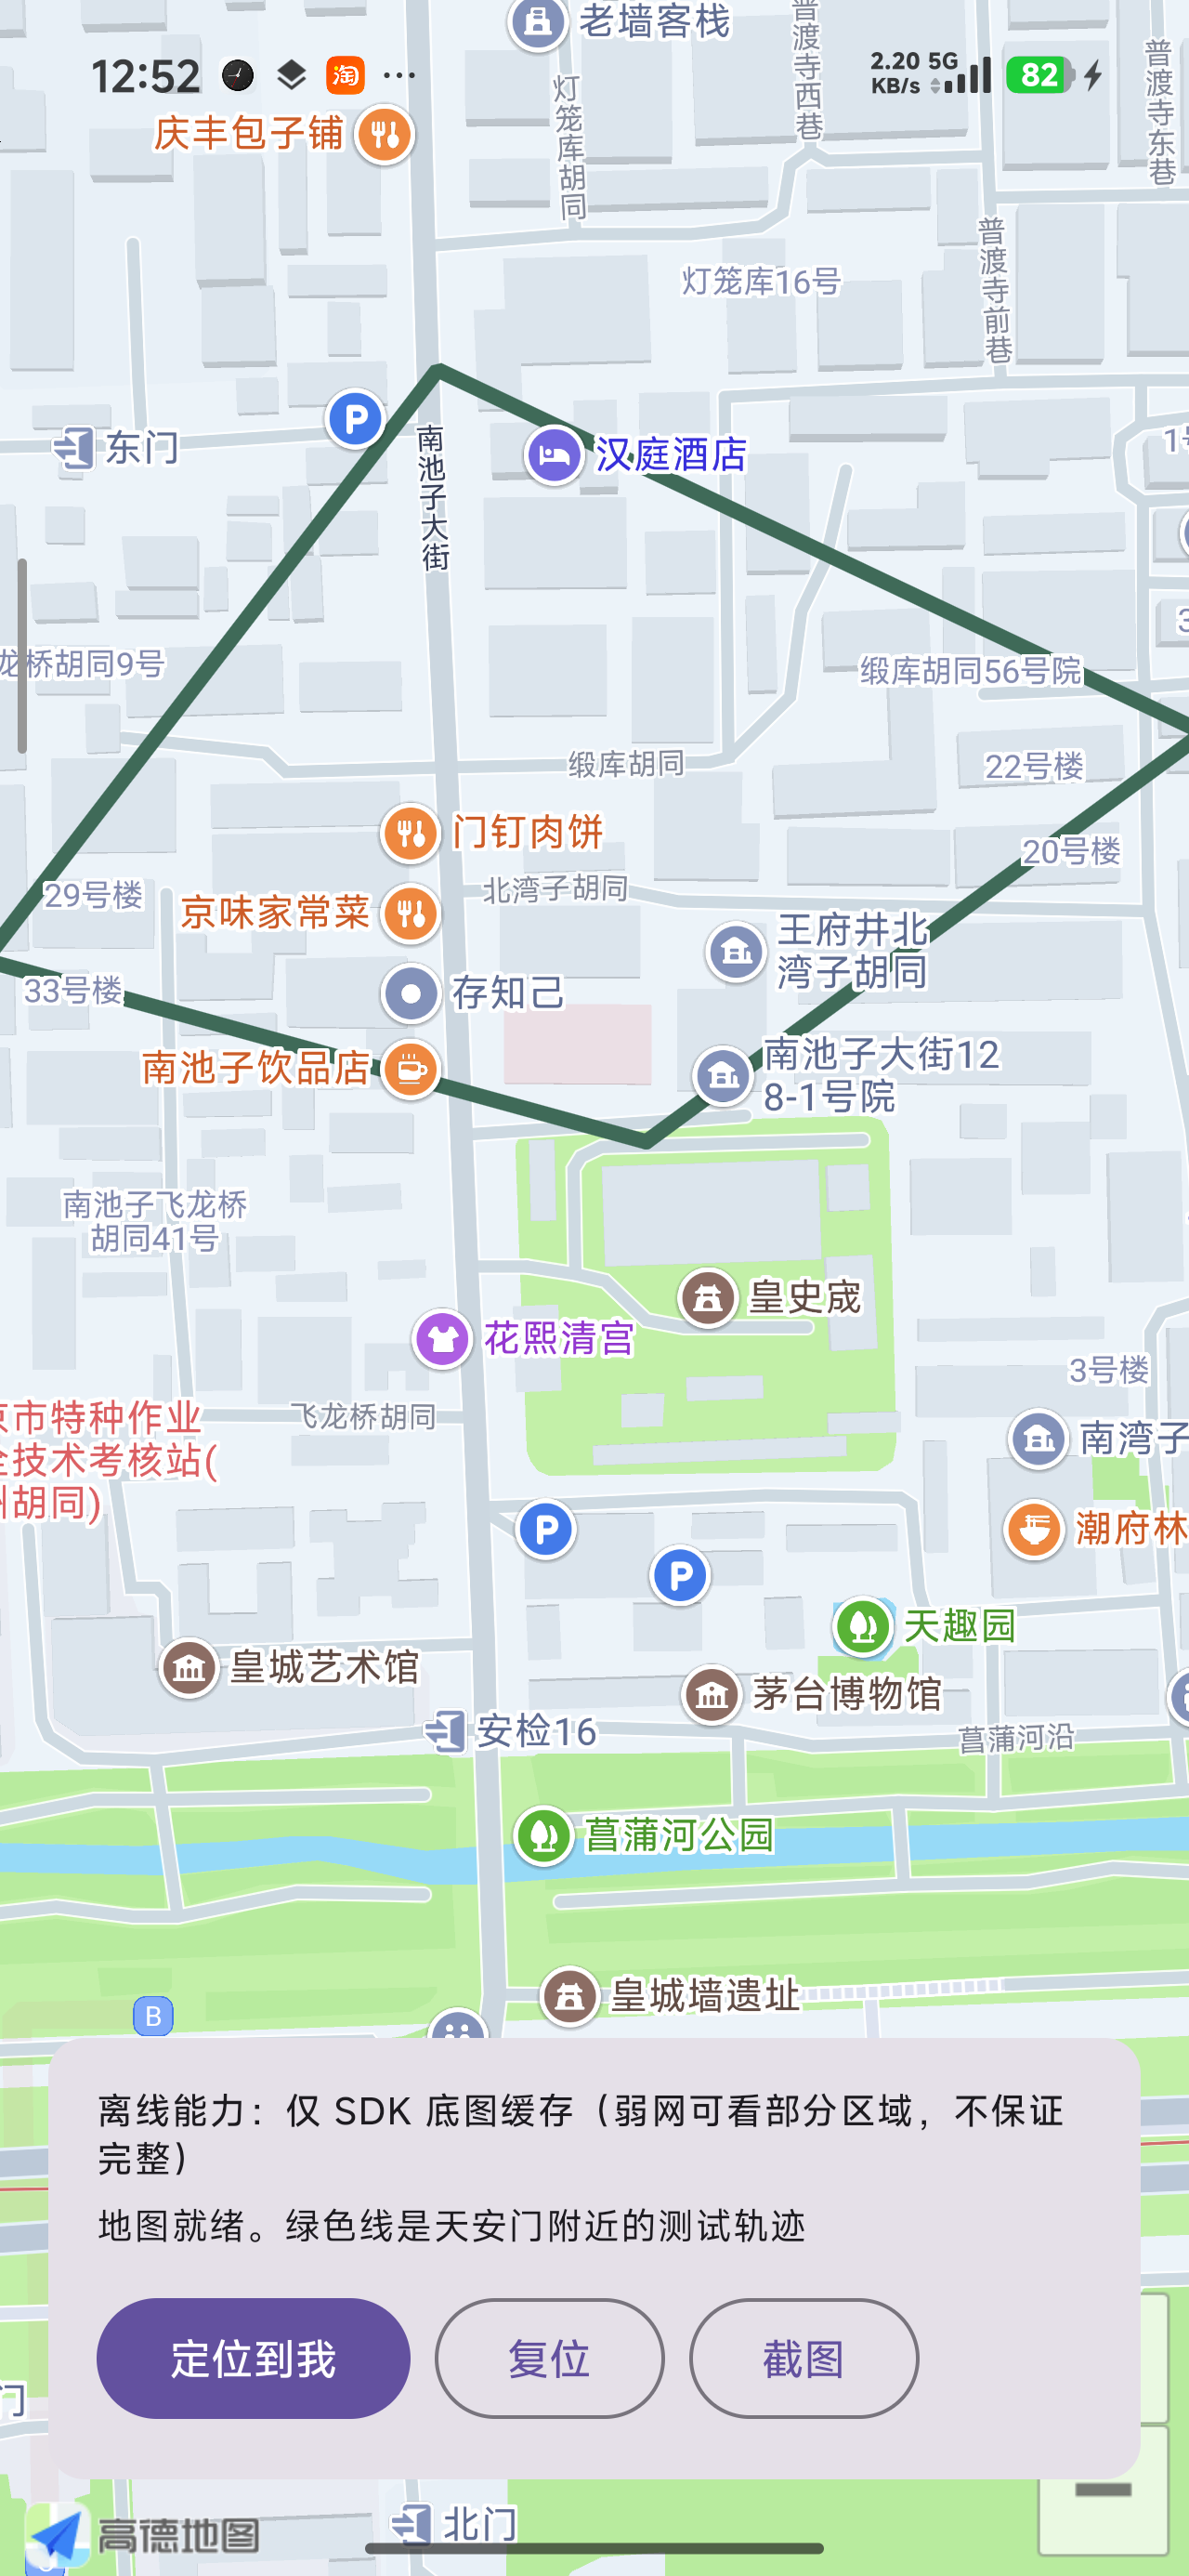 老墙客栈
普渡寺西巷
12:52
淘
...
2.20 5G
KB/s
82
普渡寺东巷
灯笼库胡同
庆丰包子铺
普渡寺前巷
灯笼库16号
P
南池子大街
东门
汉庭酒店
龙桥胡同9号
缎库胡同56号院
缎库胡同
22号楼
门钉肉饼
20号楼
29号楼
北湾子胡同
京味家常菜
王府井北
湾子胡同
33号楼
存知己
南池子饮品店
南池子大街12
8-1号院
南池子飞龙桥
胡同41号
皇史宬
花熙清宫
3号楼
飞龙桥胡同
京市特种作业
全技术考核站(
胡同)
南湾子
P
潮府林
P
天趣园
皇城艺术馆
茅台博物馆
安检16
菖蒲河沿
菖蒲河公园
皇城墙遗址
B
离线能力：仅 SDK 底图缓存（弱网可看部分区域，不保证
完整）
地图就绪。绿色线是天安门附近的测试轨迹
定位到我
复位
截图
门
北门
高德地图